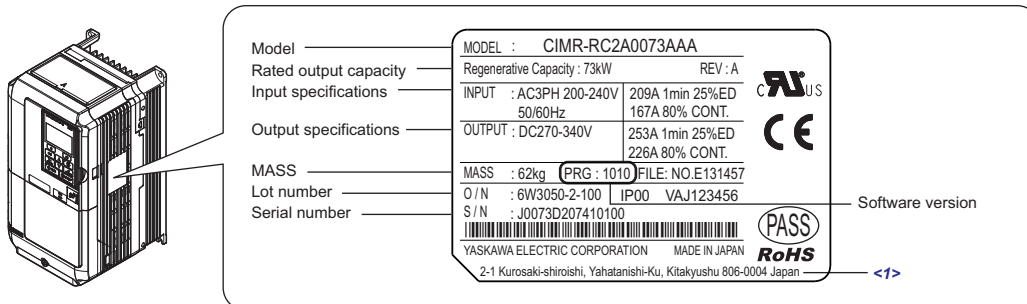 Model
Rated output capacity
Input specifications
Output specifications
MASS
Lot number
Serial number
MODEL : CIMR-RC2A0073AAA
Regenerative Capacity : 73kW REV : A
INPUT : AC3PH 200-240V 50/60Hz
209A 1min 25%ED
167A 80% CONT.
OUTPUT : DC270-340V
253A 1min 25%ED
226A 80% CONT.
MASS : 62kg PRG : 1010 FILE: NO.E131457
O / N : 6W3050-2-100 IP00 VAJ123456
S / N : J0073D207410100
YASKAWA ELECTRIC CORPORATION MADE IN JAPAN
2-1 Kurosaki-shiroishi, Yahatanishi-Ku, Kitakyushu 806-0004 Japan
C RU US
CE
PASS
RoHS
Software version
<1>